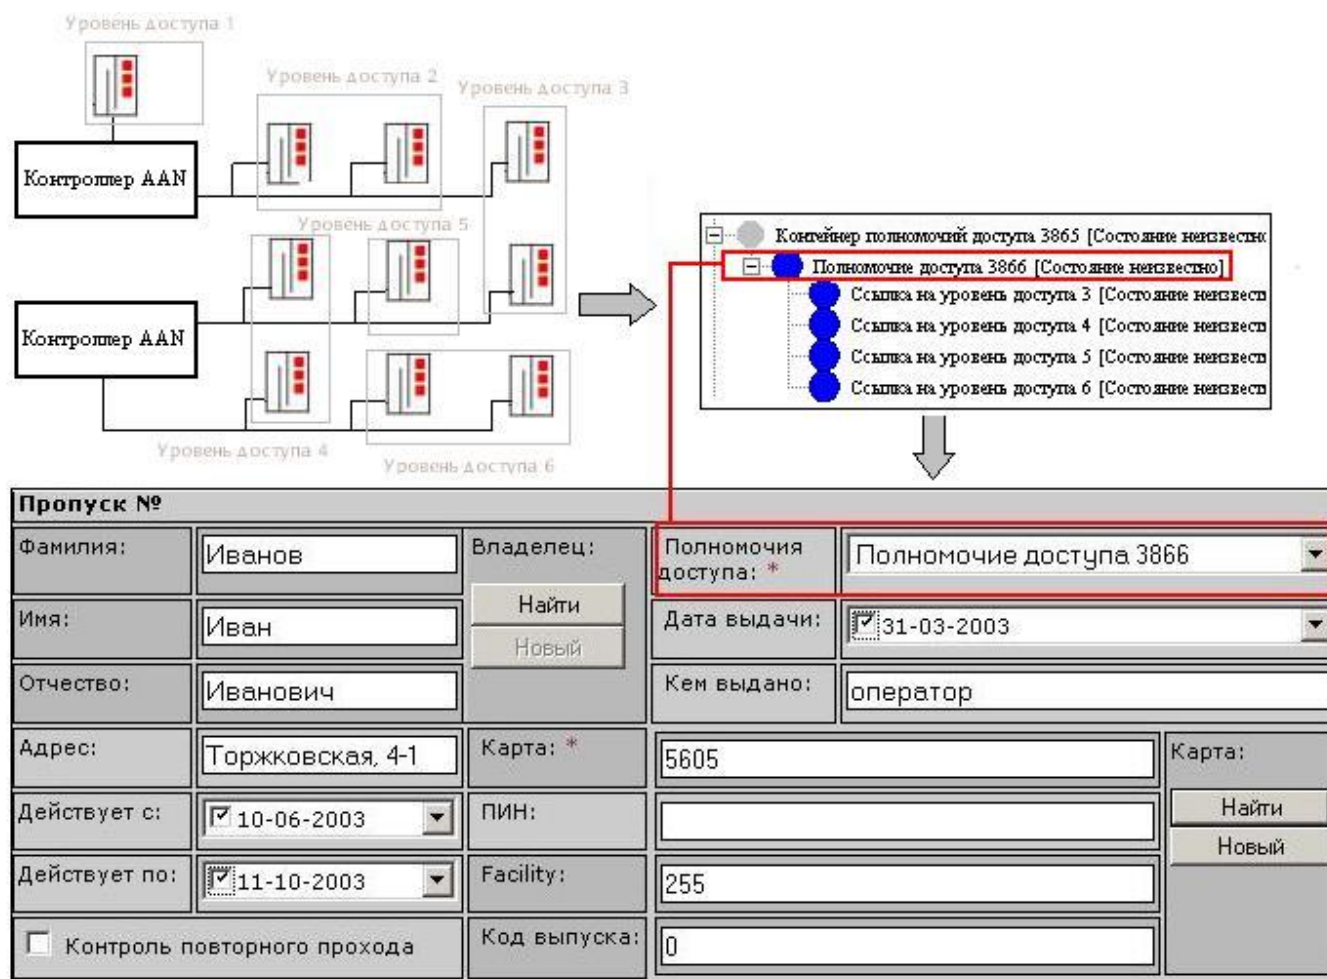 Уровень доступа 1
Уровень доступа 2
Уровень доступа 3
Контроллер AAN
Уровень доступа 5
Контроллер AAN
Уровень доступа 4
Уровень доступа 6
Контейнер полномочий доступа 3865 [Состояние неизвестно
Полномочие доступа 3866 [Состояние неизвестно]
Ссылка на уровень доступа 3 [Состояние неизвестн
Ссылка на уровень доступа 4 [Состояние неизвестн
Ссылка на уровень доступа 5 [Состояние неизвестн
Ссылка на уровень доступа 6 [Состояние неизвестн
Пропуск №
Фамилия:
Иванов
Владелец:
Полномочия
доступа: *
Полномочие доступа 3866
Найти
Имя:
Иван
Новый
Дата выдачи:
31-03-2003
Отчество:
Иванович
Кем выдано:
оператор
Адрес:
Торжковская, 4-1
Карта: *
5605
Карта:
Действует с:
10-06-2003
ПИН:
Найти
Новый
Действует по:
11-10-2003
Facility:
255
Контроль повторного прохода
Код выпуска:
0